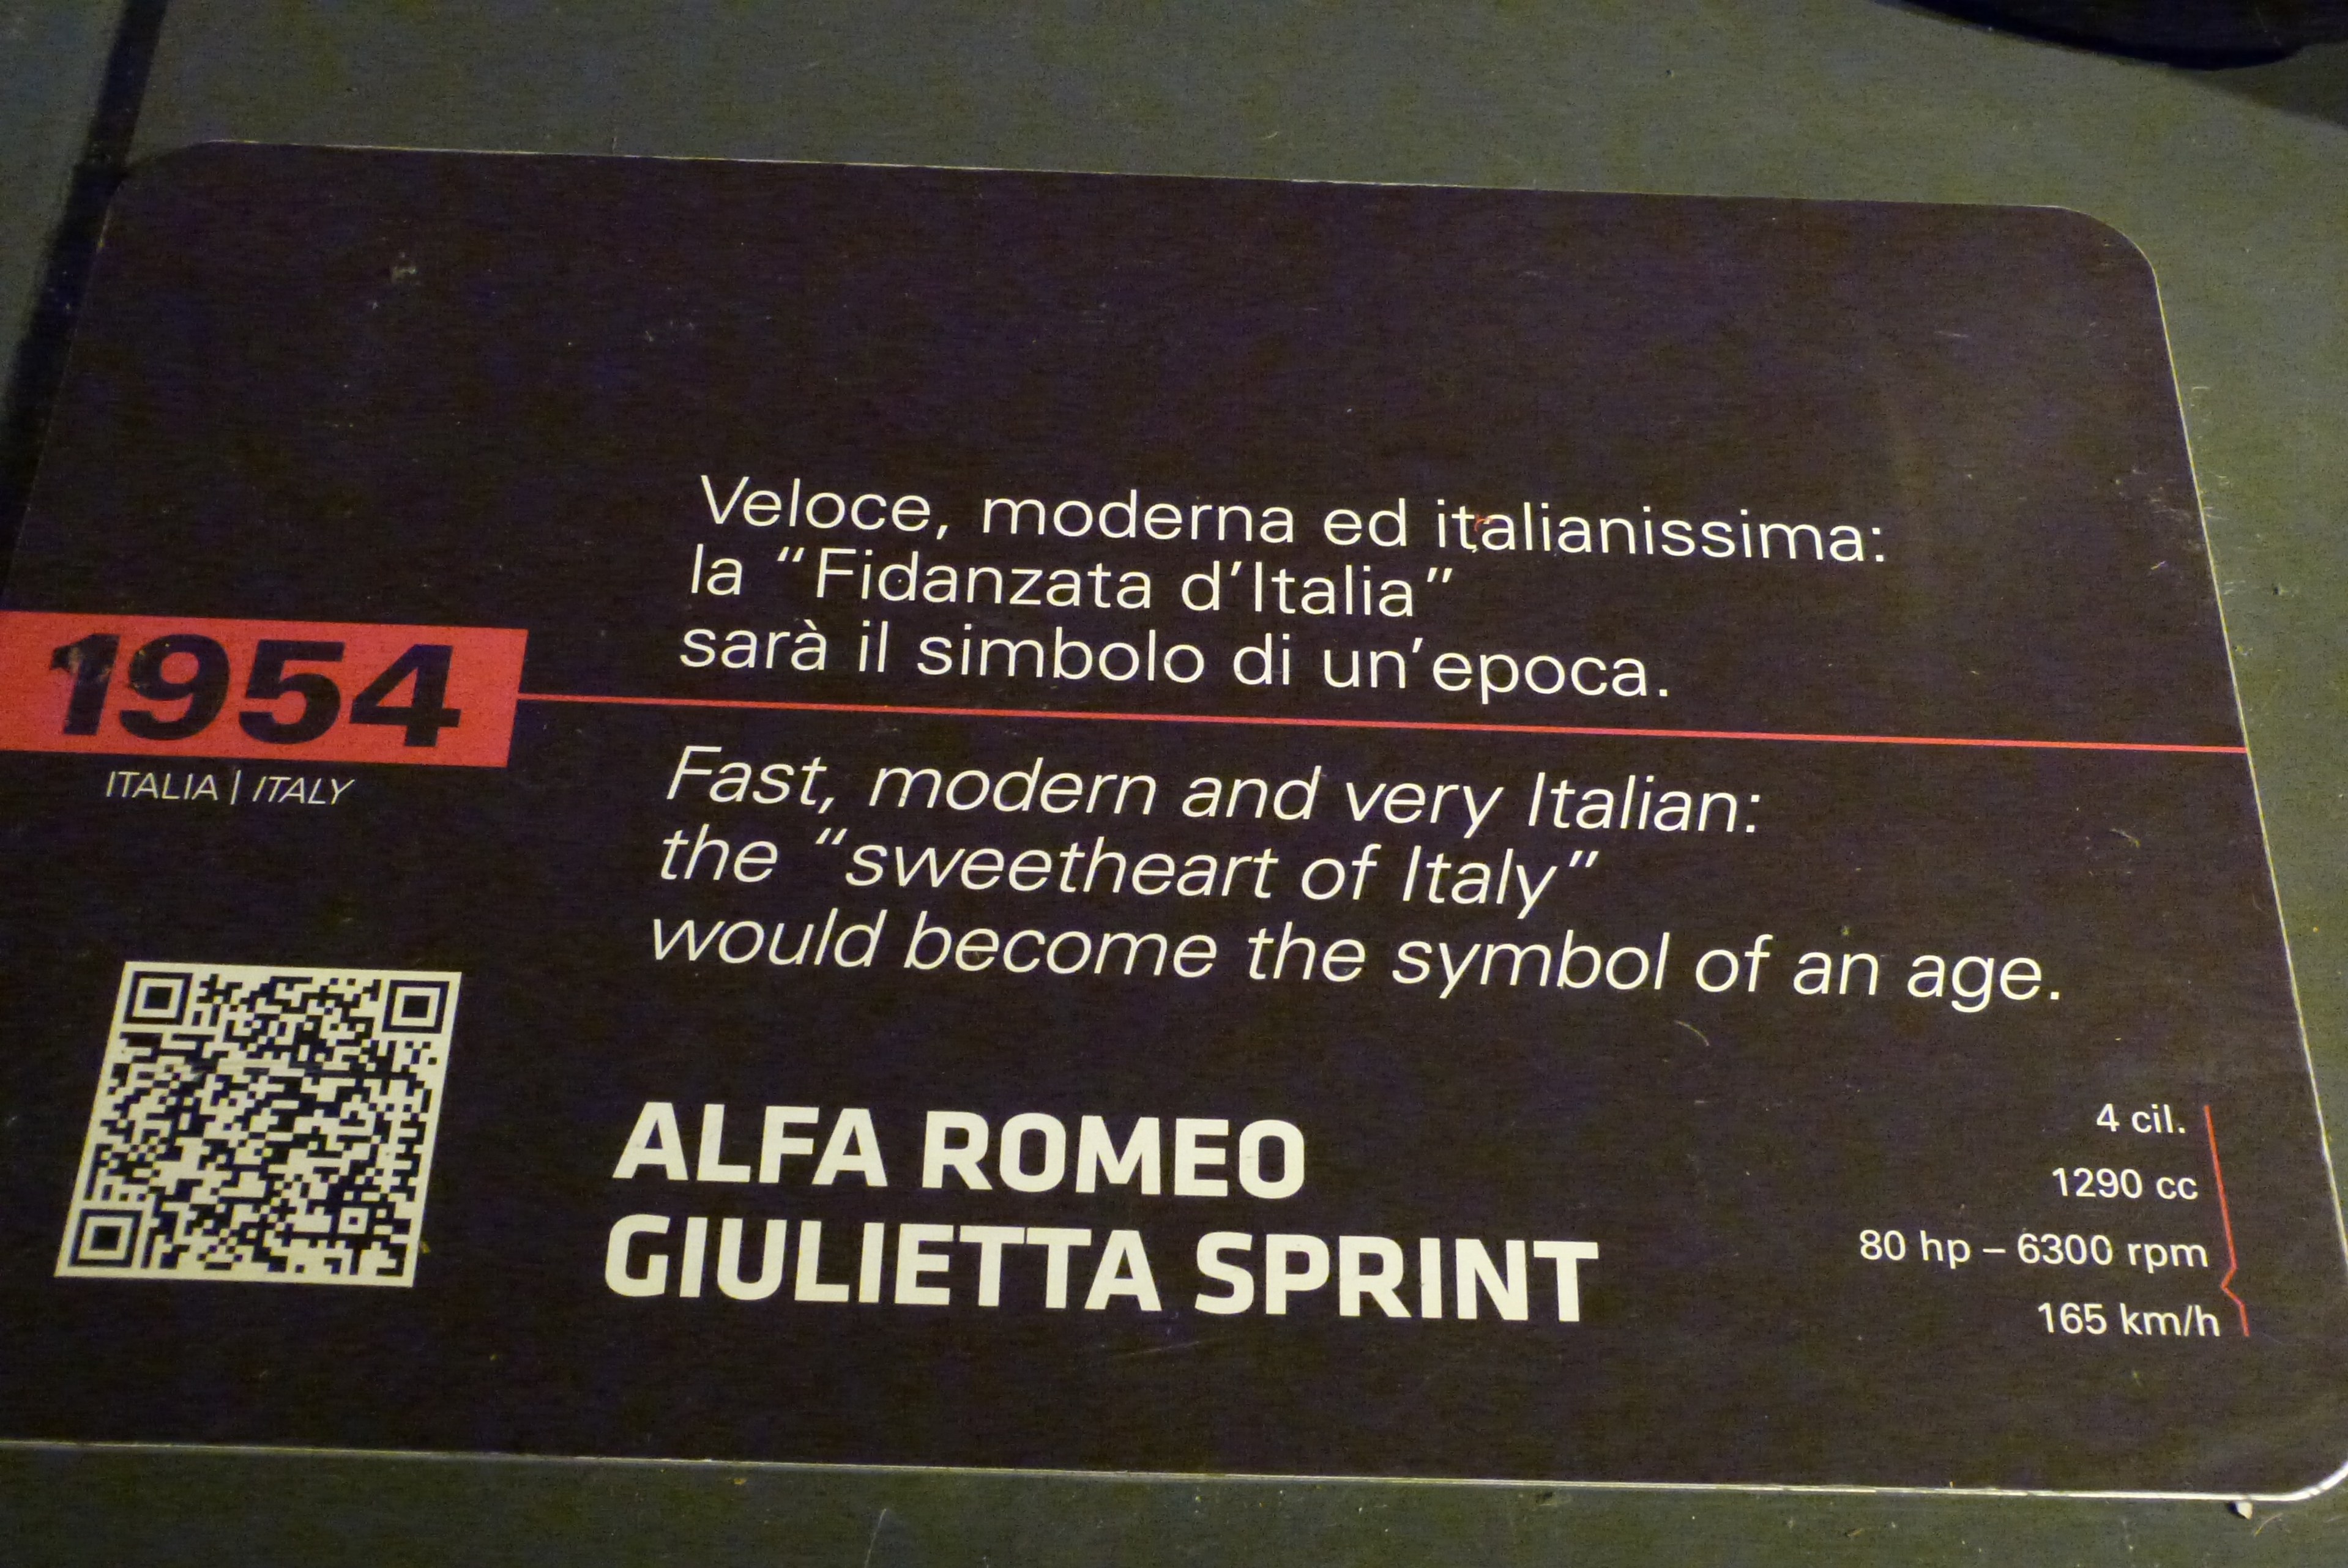 Veloce, moderna ed italianissima:
la “Fidanzata d’Italia”
sarà il simbolo di un’epoca.
1954
ITALIA | ITALY
Fast, modern and very Italian:
the “sweetheart of Italy”
would become the symbol of an age.
ALFA ROMEO
GIULIETTA SPRINT
4 cil.
1290 cc
80 hp – 6300 rpm
165 km/h